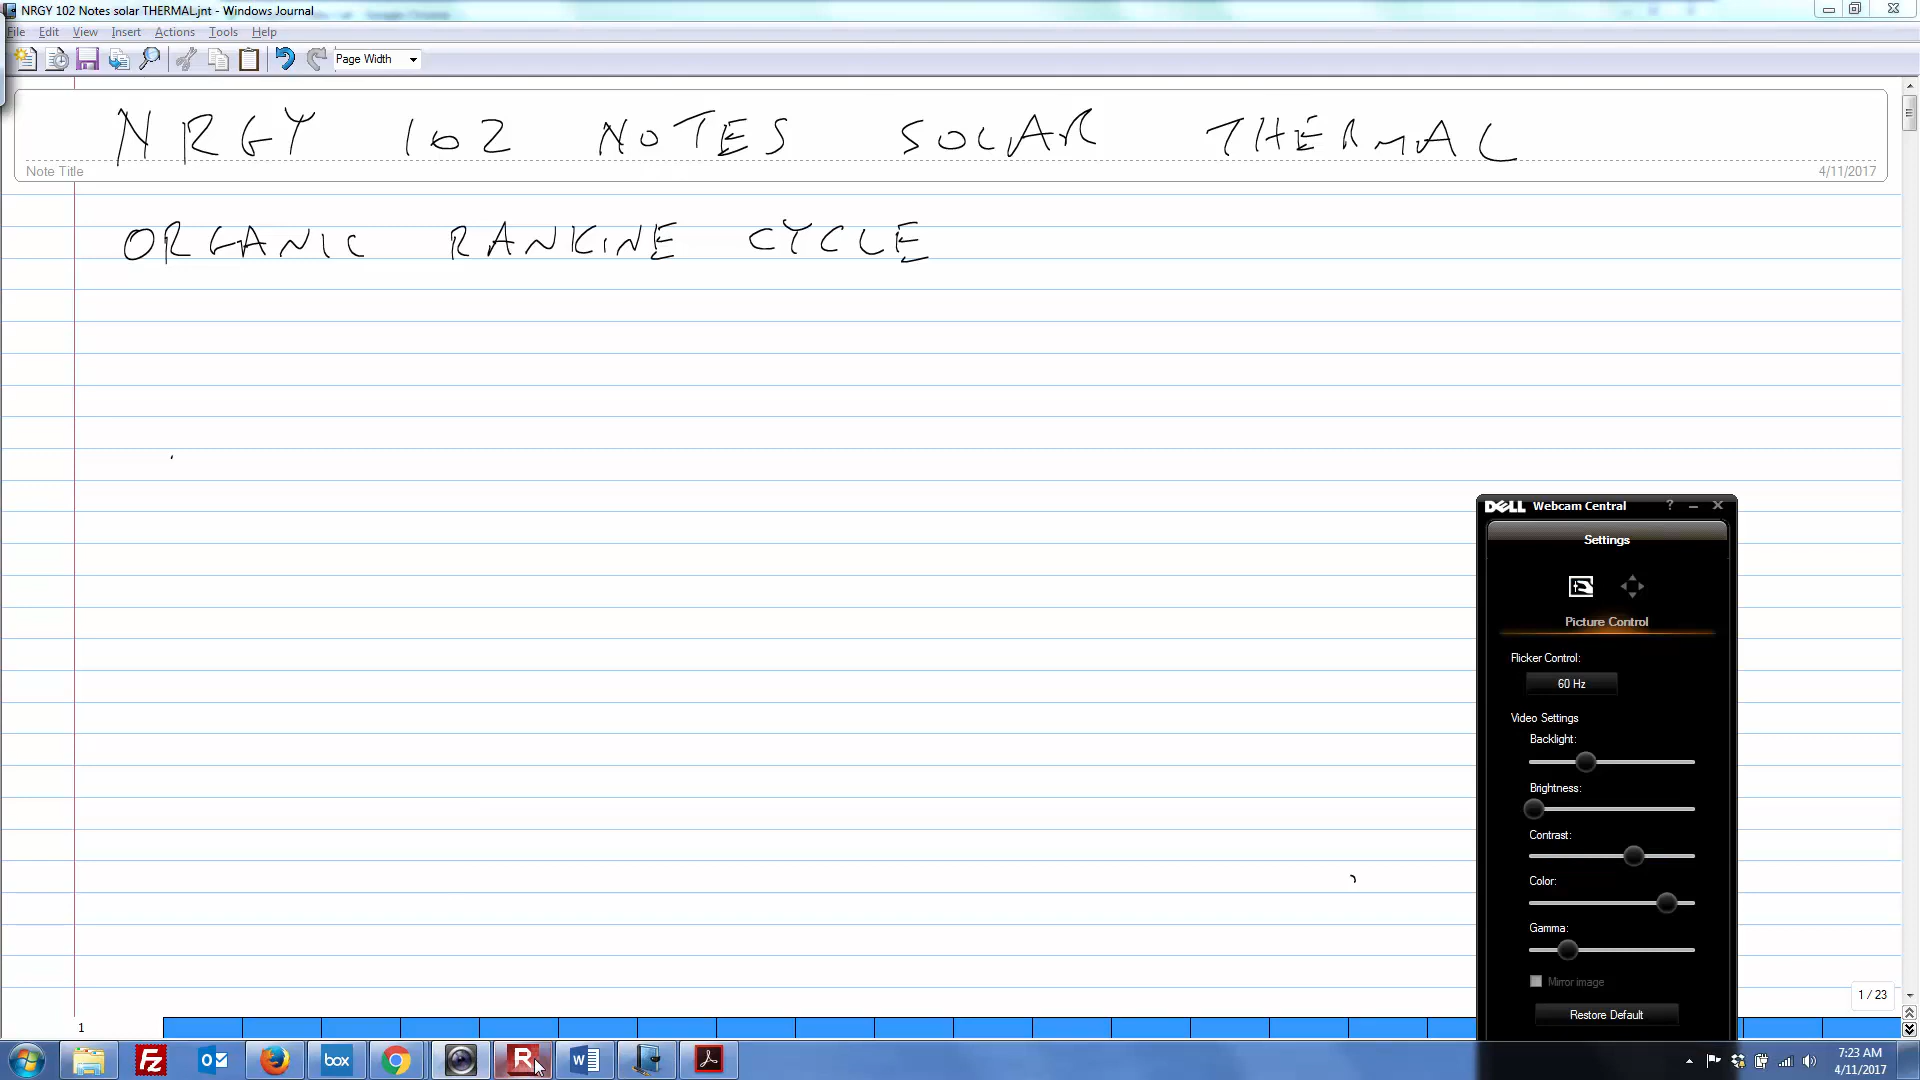 NRGY 102 Notes solar THERMAL.jnt - Windows Journal
File Edit View Insert Actions Tools Help
Page Width
NRGY 102 NOTES SOLAR THERMAL
Note Title 4/11/2017
ORGANIC RANKINE CYCLE
DELL Webcam Central ?
Settings
Picture Control
Flicker Control:
60 Hz
Video Settings
Backlight:
Brightness:
Contrast:
Color:
Gamma:
Mirror image
Restore Default
1 / 23
1
Fz
box
R
W
7:23 AM
4/11/2017